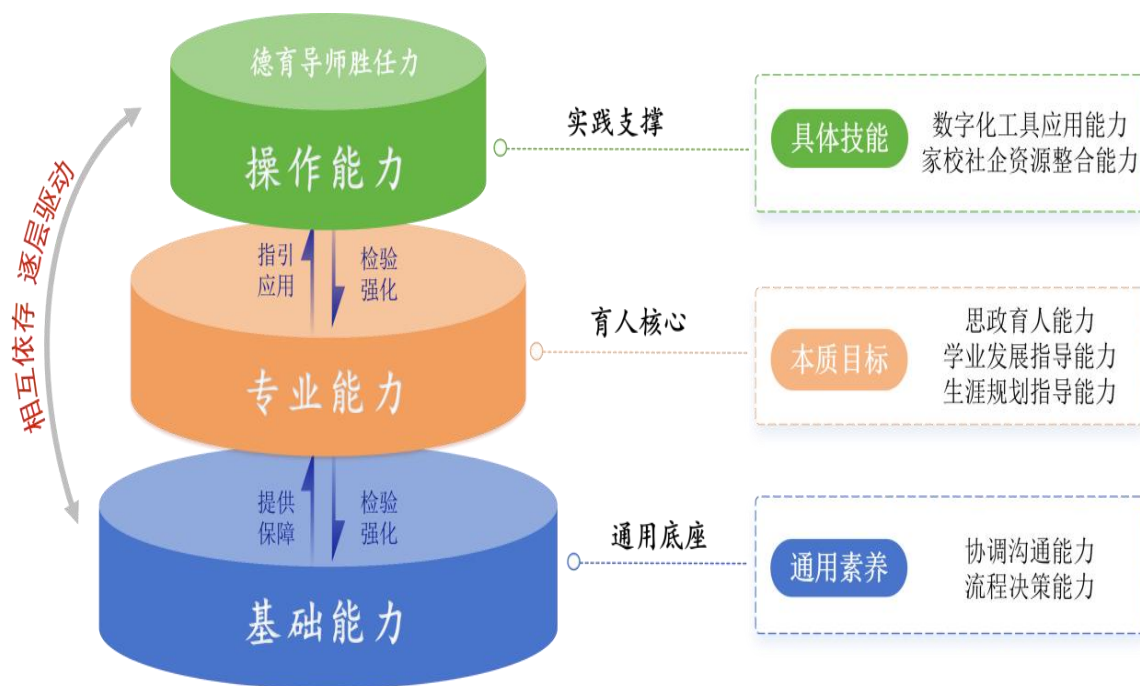 德育导师胜任力
操作能力
实践支撑
具体技能
数字化工具应用能力
家校社企资源整合能力
相互依存 逐层驱动
指引
应用
检验
强化
专业能力
育人核心
本质目标
思政育人能力
学业发展指导能力
生涯规划指导能力
提供
保障
检验
强化
基础能力
通用底座
通用素养
协调沟通能力
流程决策能力